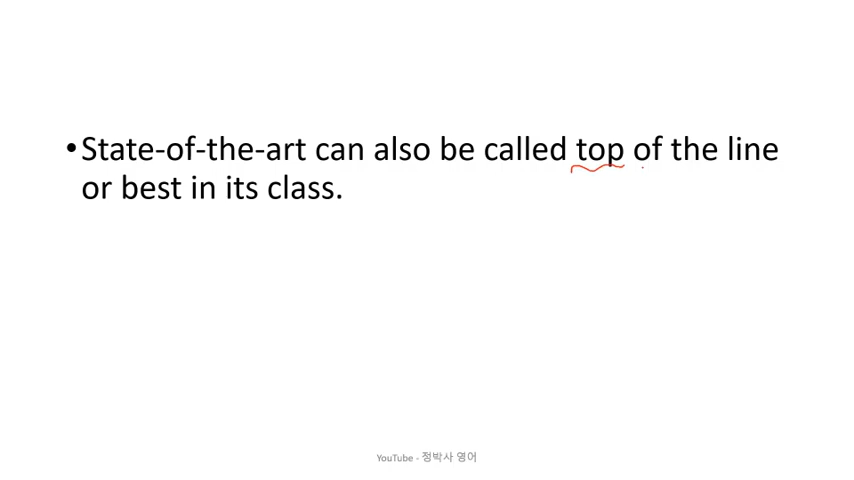 •State-of-the-art can also be called top of the line
or best in its class.
YouTube - 정박사 영어